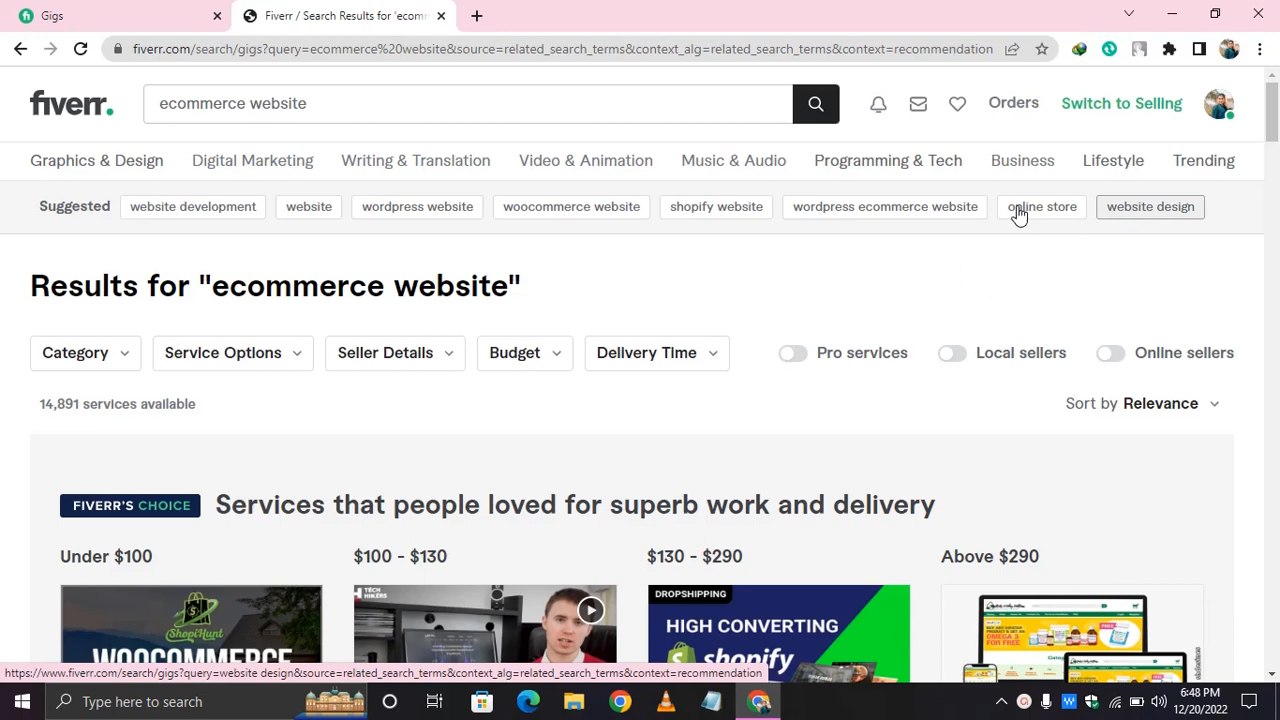 Gigs
Fiverr / Search Results for 'ecom
fiverr.com/search/gigs?query=ecommerce%20website&source=related_search_terms&context_alg=related_search_terms&context=recommendation
fiverr.
ecommerce website
Orders
Switch to Selling
Graphics & Design
Digital Marketing
Writing & Translation
Video & Animation
Music & Audio
Programming & Tech
Business
Lifestyle
Trending
Suggested
website development
website
wordpress website
woocommerce website
shopify website
wordpress ecommerce website
online store
website design
Results for "ecommerce website"
Category
Service Options
Seller Details
Budget
Delivery Time
Pro services
Local sellers
Online sellers
14,891 services available
Sort by Relevance
FIVERR'S CHOICE
Services that people loved for superb work and delivery
Under $100
$100 - $130
$130 - $290
Above $290
ShopiHunt
WOOCOMMERCE
TECH
HIKERS
DROPSHIPPING
HIGH CONVERTING
shopify
https://www.fiverr.com/search/gigs?query=website design&source=related_search_terms&context_alg=related_search_terms&context=recommendation
Type here to search
6:48 PM
12/20/2022